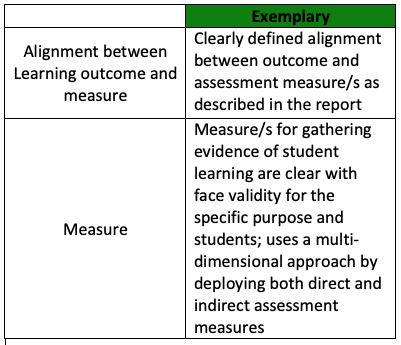 Exemplary
Alignment between
Learning outcome and
measure
Clearly defined alignment
between outcome and
assessment measure/s as
described in the report
Measure
Measure/s for gathering
evidence of student
learning are clear with
face validity for the
specific purpose and
students; uses a multi-
dimensional approach by
deploying both direct and
indirect assessment
measures